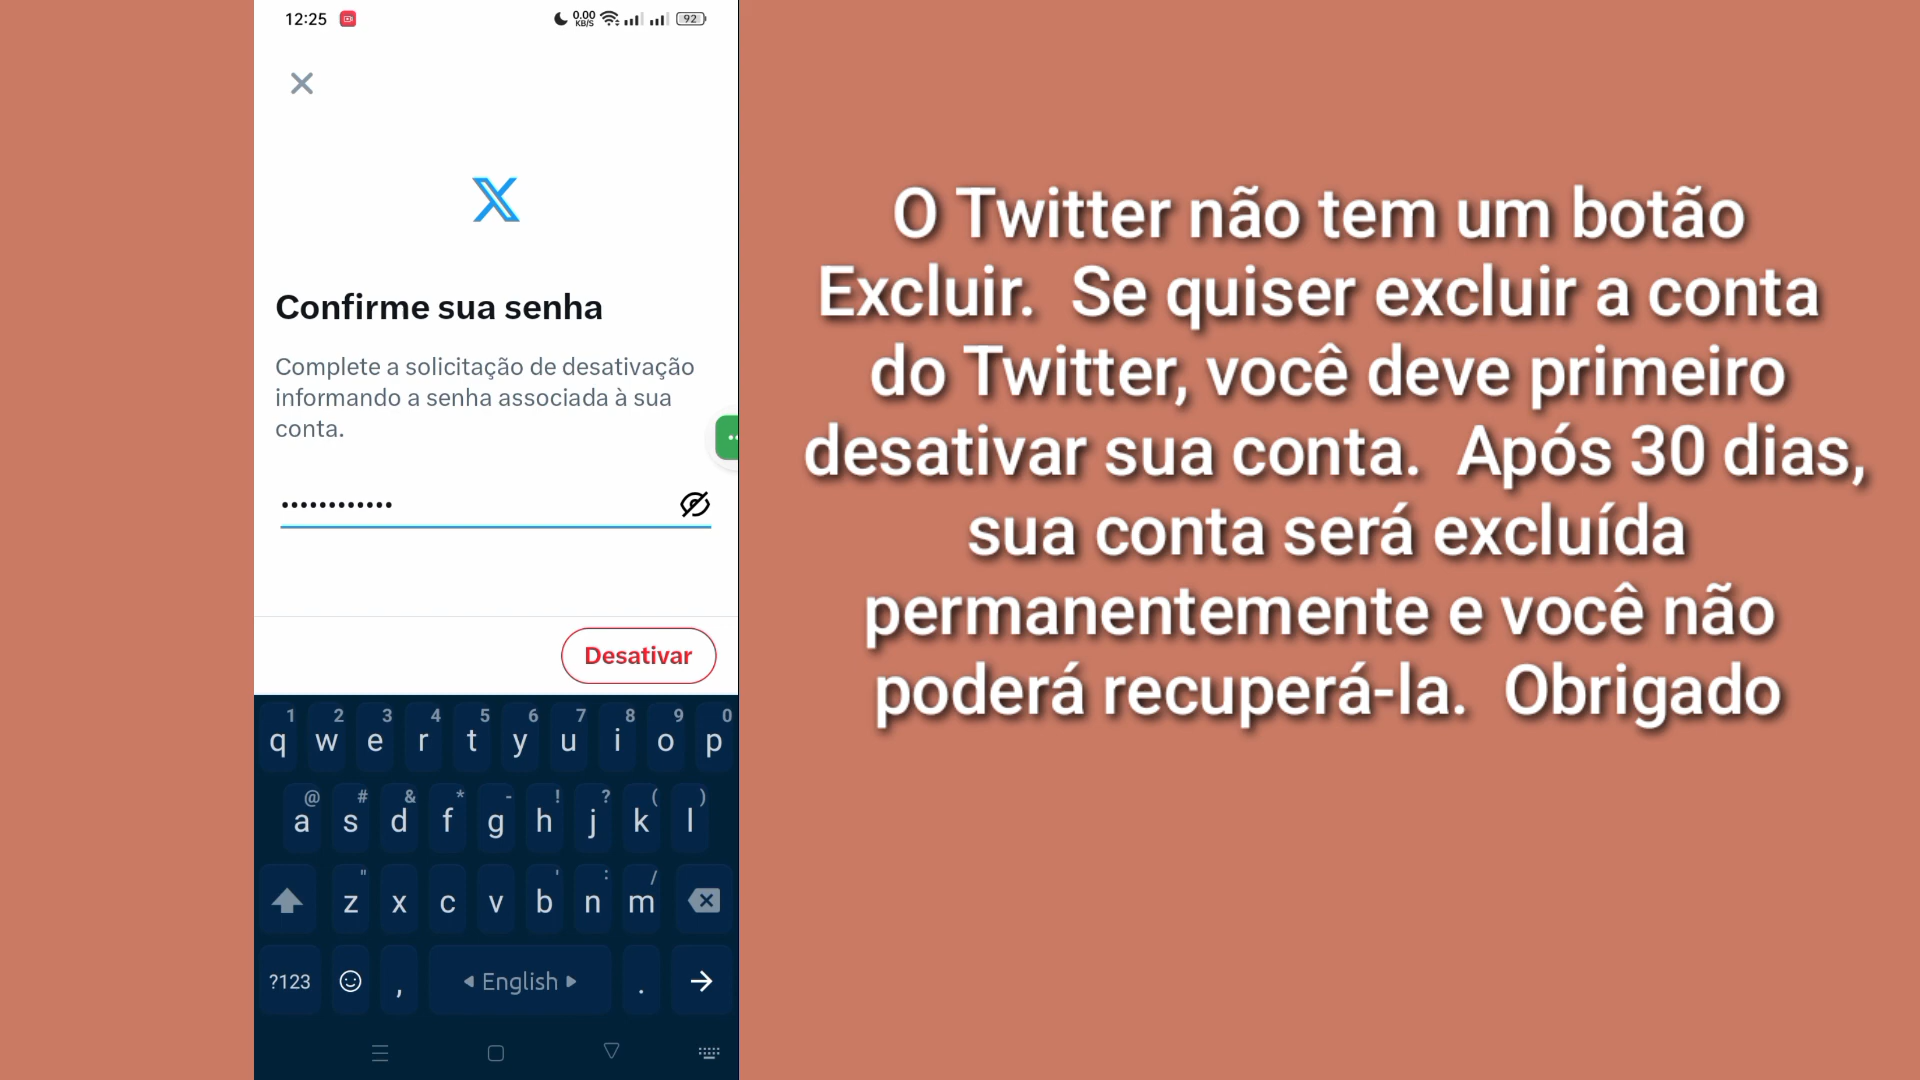 12:25
0.00
KB/S
92
Confirme sua senha
Complete a solicitação de desativação
informando a senha associada à sua
conta.
••••••••••••
Desativar
1 2 3 4 5 6 7 8 9 0
q w e r t y u i o p
@ # & * - ! ? ( )
a s d f g h j k l
" ' : /
z x c v b n m
?123 , English .
O Twitter não tem um botão
Excluir. Se quiser excluir a conta
do Twitter, você deve primeiro
desativar sua conta. Após 30 dias,
sua conta será excluída
permanentemente e você não
poderá recuperá-la. Obrigado